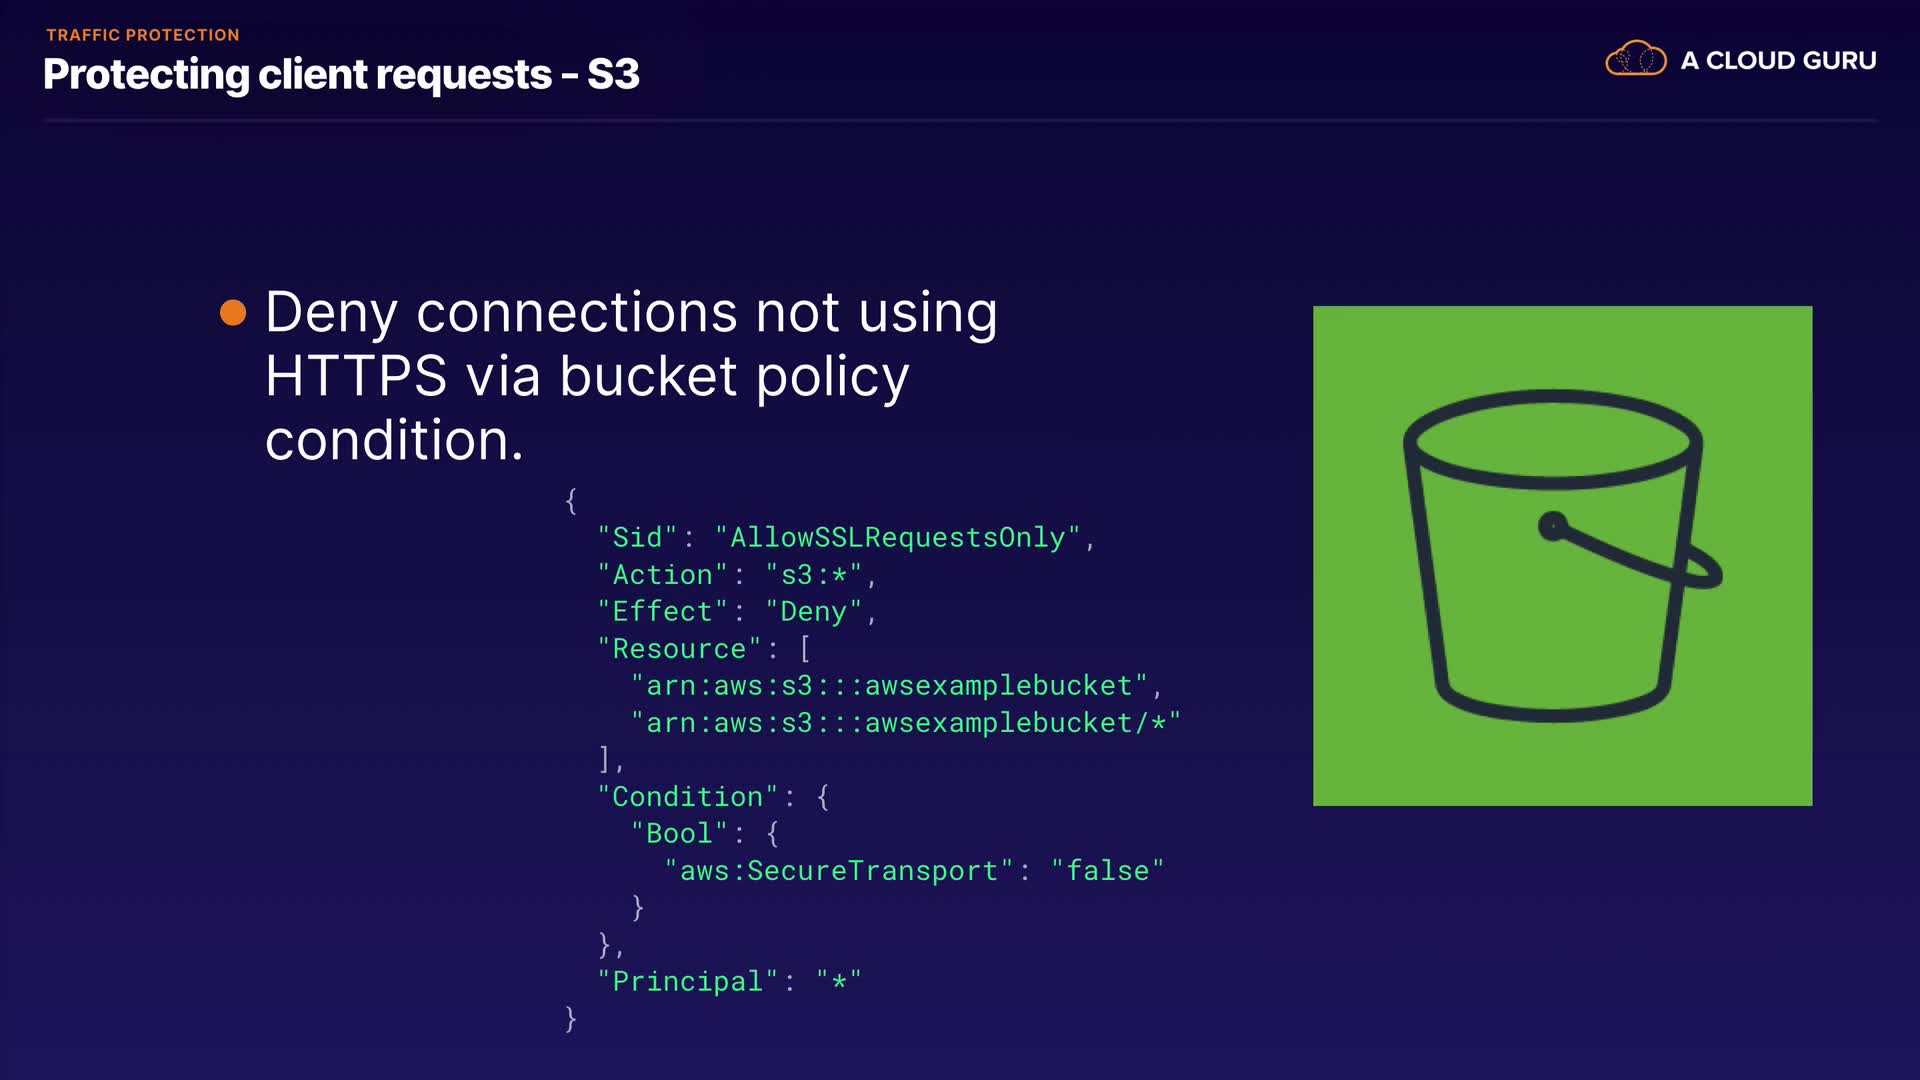 TRAFFIC PROTECTION
Protecting client requests - S3
A CLOUD GURU
Deny connections not using
HTTPS via bucket policy
condition.
{
  "Sid": "AllowSSLRequestsOnly",
  "Action": "s3:*",
  "Effect": "Deny",
  "Resource": [
    "arn:aws:s3:::awsexamplebucket",
    "arn:aws:s3:::awsexamplebucket/*"
  ],
  "Condition": {
    "Bool": {
      "aws:SecureTransport": "false"
    }
  },
  "Principal": "*"
}